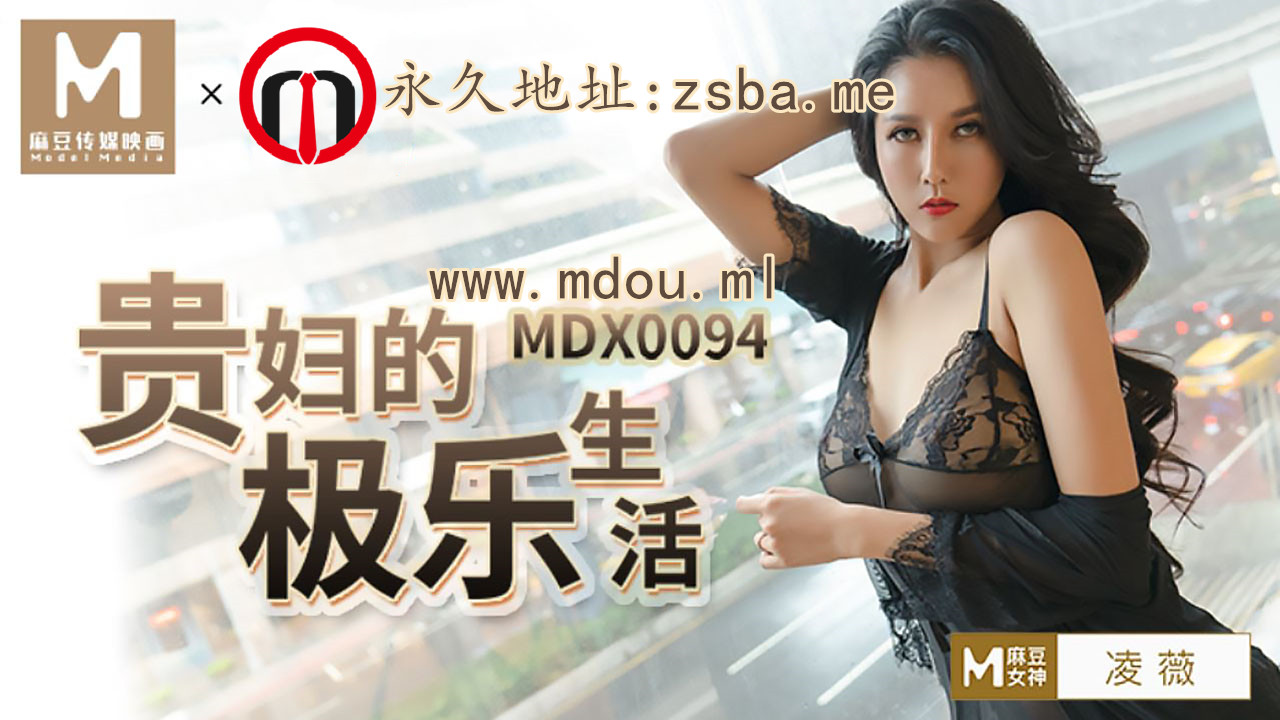 M
麻豆传媒映画
Model Media
×
永久地址:zsba.me
www.mdou.ml
MDX0094
贵妇的
极乐生活
M 麻豆女神
凌薇